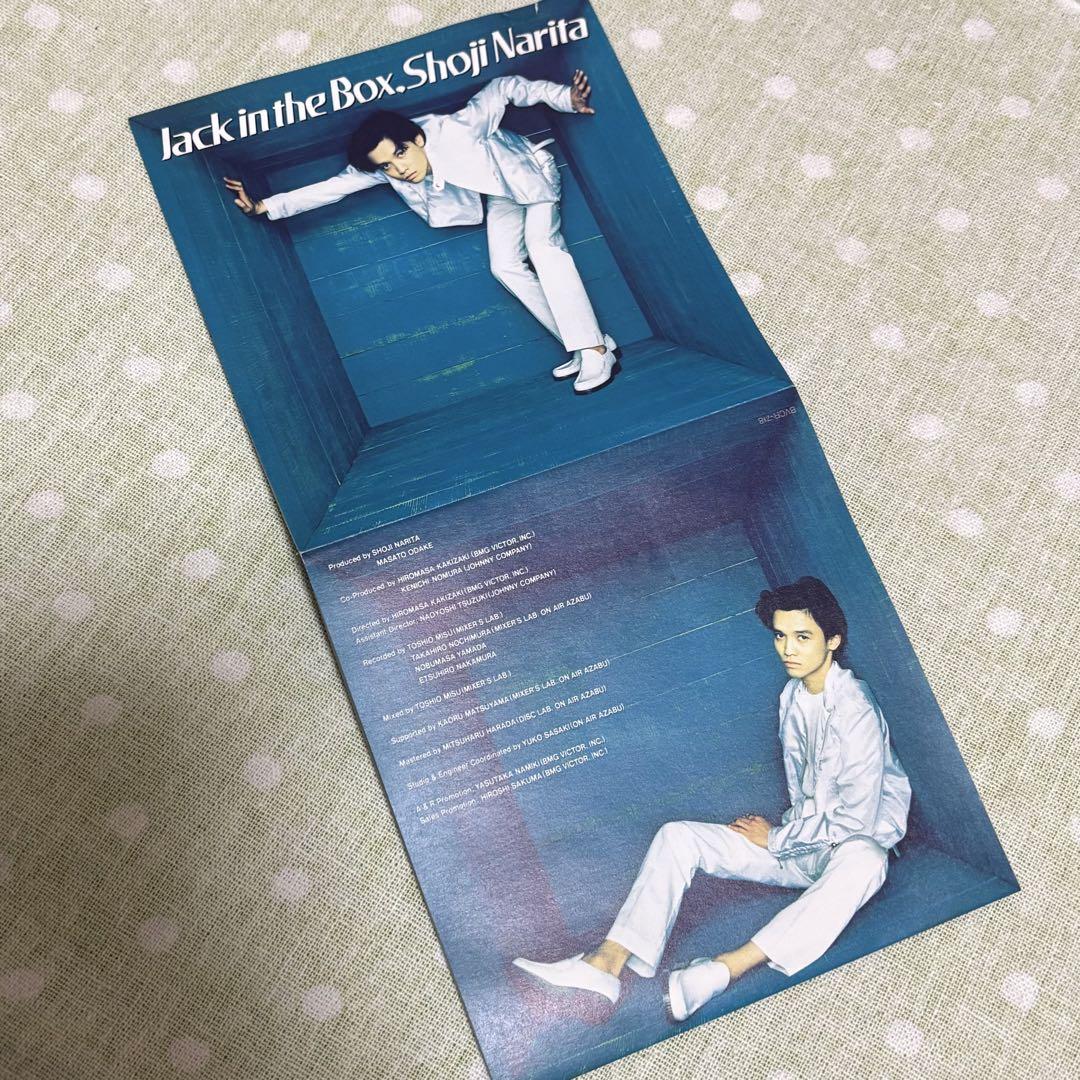 Jack in the Box. Shoji Narita
BVCR-718
Produced by SHOJI NARITA
MASATO ODAKE
Co-Produced by HIROMASA KAKIZAKI (BMG VICTOR, INC.)
KENICHI NOMURA (JOHNNY COMPANY)
Directed by HIROMASA KAKIZAKI (BMG VICTOR, INC.)
Assistant Director: NAOYOSHI TSUZUKI (JOHNNY COMPANY)
Recorded by TOSHIO MISU (MIXER'S LAB.)
TAKAHIRO NOCHIMURA (MIXER'S LAB. ON AIR AZABU)
NOBUMASA YAMADA
ETSUHIRO NAKAMURA
Mixed by TOSHIO MISU (MIXER'S LAB.)
Supported by KAORU MATSUYAMA (MIXER'S LAB. ON AIR AZABU)
Mastered by MITSUHARU HARADA (DISC LAB. ON AIR AZABU)
Studio & Engineer Coordinated by YUKO SASAKI (ON AIR AZABU)
A & R Promotion: YASUTAKA NAMIKI (BMG VICTOR, INC.)
Sales Promotion: HIROSHI SAKUMA (BMG VICTOR, INC.)